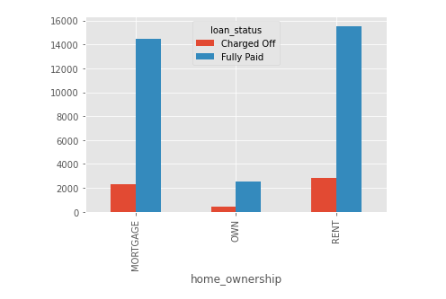 16000
14000
12000
10000
8000
6000
4000
2000
0
loan_status
Charged Off
Fully Paid
MORTGAGE
OWN
RENT
home_ownership